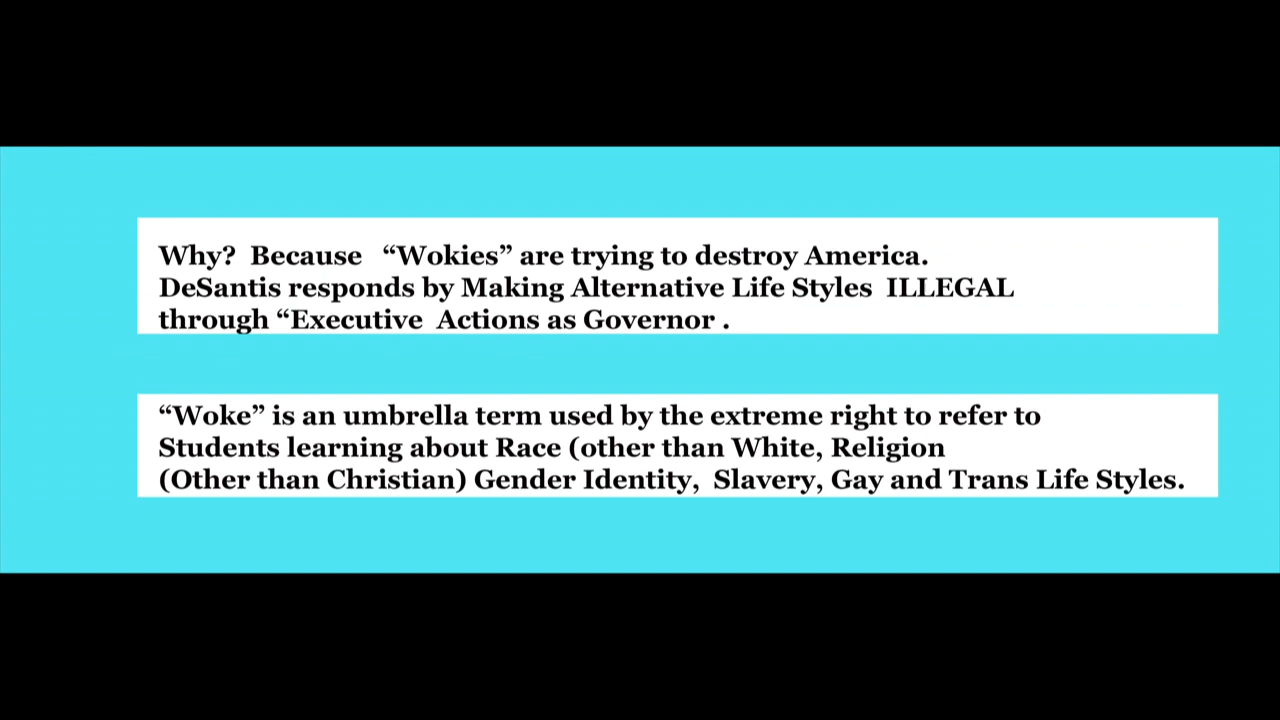 Why?  Because   “Wokies” are trying to destroy America.
DeSantis responds by Making Alternative Life Styles  ILLEGAL
through “Executive  Actions as Governor .
“Woke” is an umbrella term used by the extreme right to refer to
Students learning about Race (other than White, Religion
(Other than Christian) Gender Identity,  Slavery, Gay and Trans Life Styles.